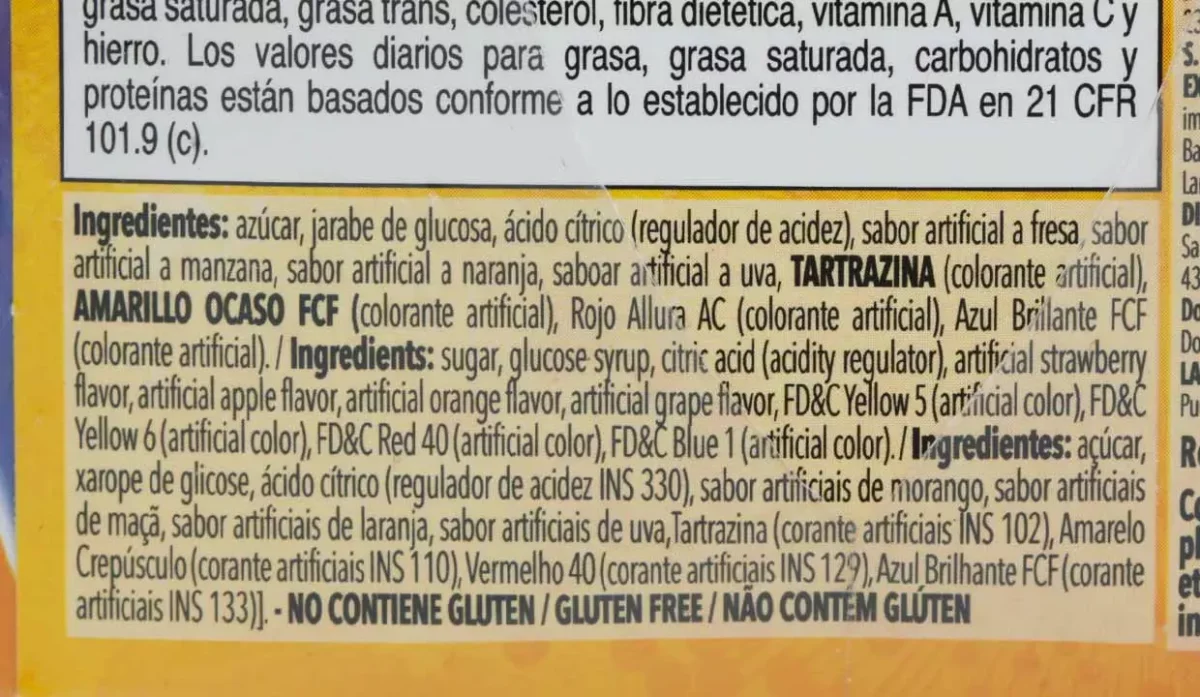 grasa saturada, grasa trans, colesterol, fibra dietética, vitamina A, vitamina C y
hierro. Los valores diarios para grasa, grasa saturada, carbohidratos y
proteínas están basados conforme a lo establecido por la FDA en 21 CFR
101.9 (c).
Ingredientes: azúcar, jarabe de glucosa, ácido cítrico (regulador de acidez), sabor artificial a fresa, sabor
artificial a manzana, sabor artificial a naranja, saboar artificial a uva, TARTRAZINA (colorante artificial),
AMARILLO OCASO FCF (colorante artificial), Rojo Allura AC (colorante artificial), Azul Brillante FCF
(colorante artificial). / Ingredients: sugar, glucose syrup, citric acid (acidity regulator), artificial strawberry
flavor, artificial apple flavor, artificial orange flavor, artificial grape flavor, FD&C Yellow 5 (artificial color), FD&C
Yellow 6 (artificial color), FD&C Red 40 (artificial color), FD&C Blue 1 (artificial color). / Ingredientes: açúcar,
xarope de glicose, ácido cítrico (regulador de acidez INS 330), sabor artificiais de morango, sabor artificiais
de maçã, sabor artificiais de laranja, sabor artificiais de uva,Tartrazina (corante artificiais INS 102), Amarelo
Crepúsculo (corante artificiais INS 110), Vermelho 40 (corante artificiais INS 129), Azul Brilhante FCF (corante
artificiais INS 133)]. - NO CONTIENE GLUTEN / GLUTEN FREE / NÃO CONTÉM GLÚTEN